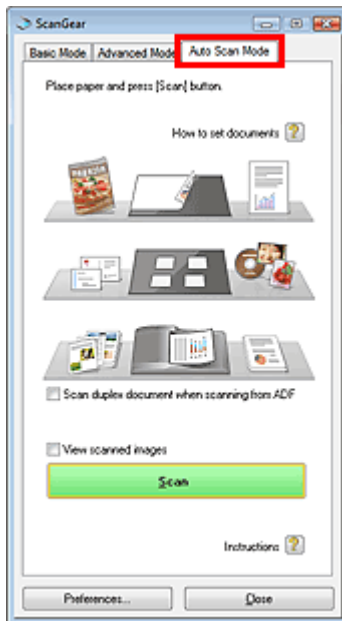 ScanGear
Basic Mode Advanced Mode Auto Scan Mode
Place paper and press [Scan] button.
How to set documents
Scan duplex document when scanning from ADF
View scanned images
Scan
Instructions
Preferences... Close